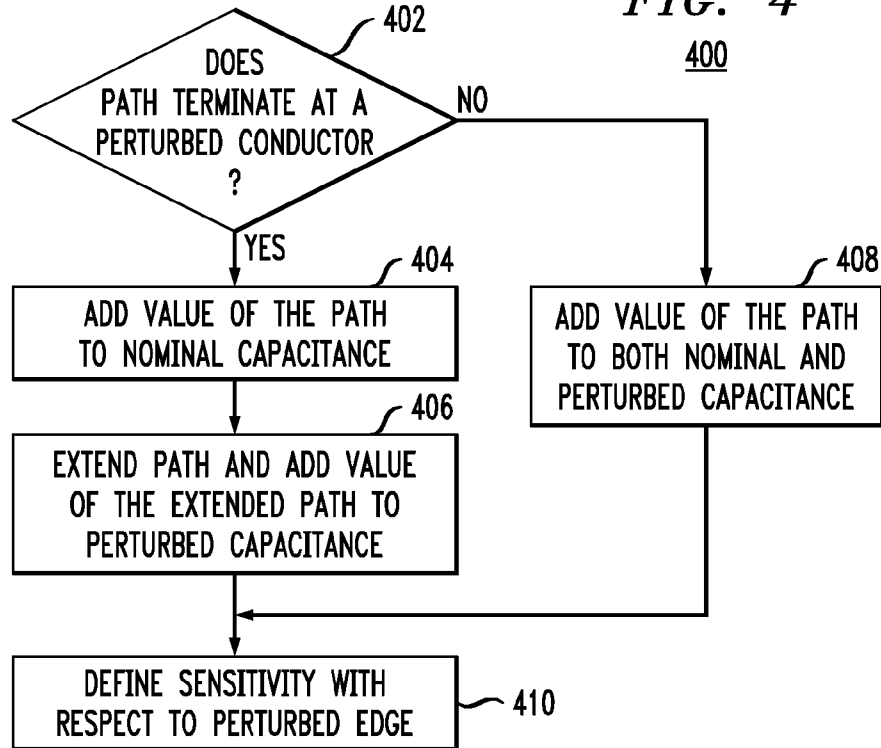 FIG. 4
400
402
DOES
PATH TERMINATE AT A
PERTURBED CONDUCTOR
?
NO
YES
404
ADD VALUE OF THE PATH
TO NOMINAL CAPACITANCE
408
ADD VALUE OF THE PATH
TO BOTH NOMINAL AND
PERTURBED CAPACITANCE
406
EXTEND PATH AND ADD VALUE
OF THE EXTENDED PATH TO
PERTURBED CAPACITANCE
DEFINE SENSITIVITY WITH
RESPECT TO PERTURBED EDGE
410